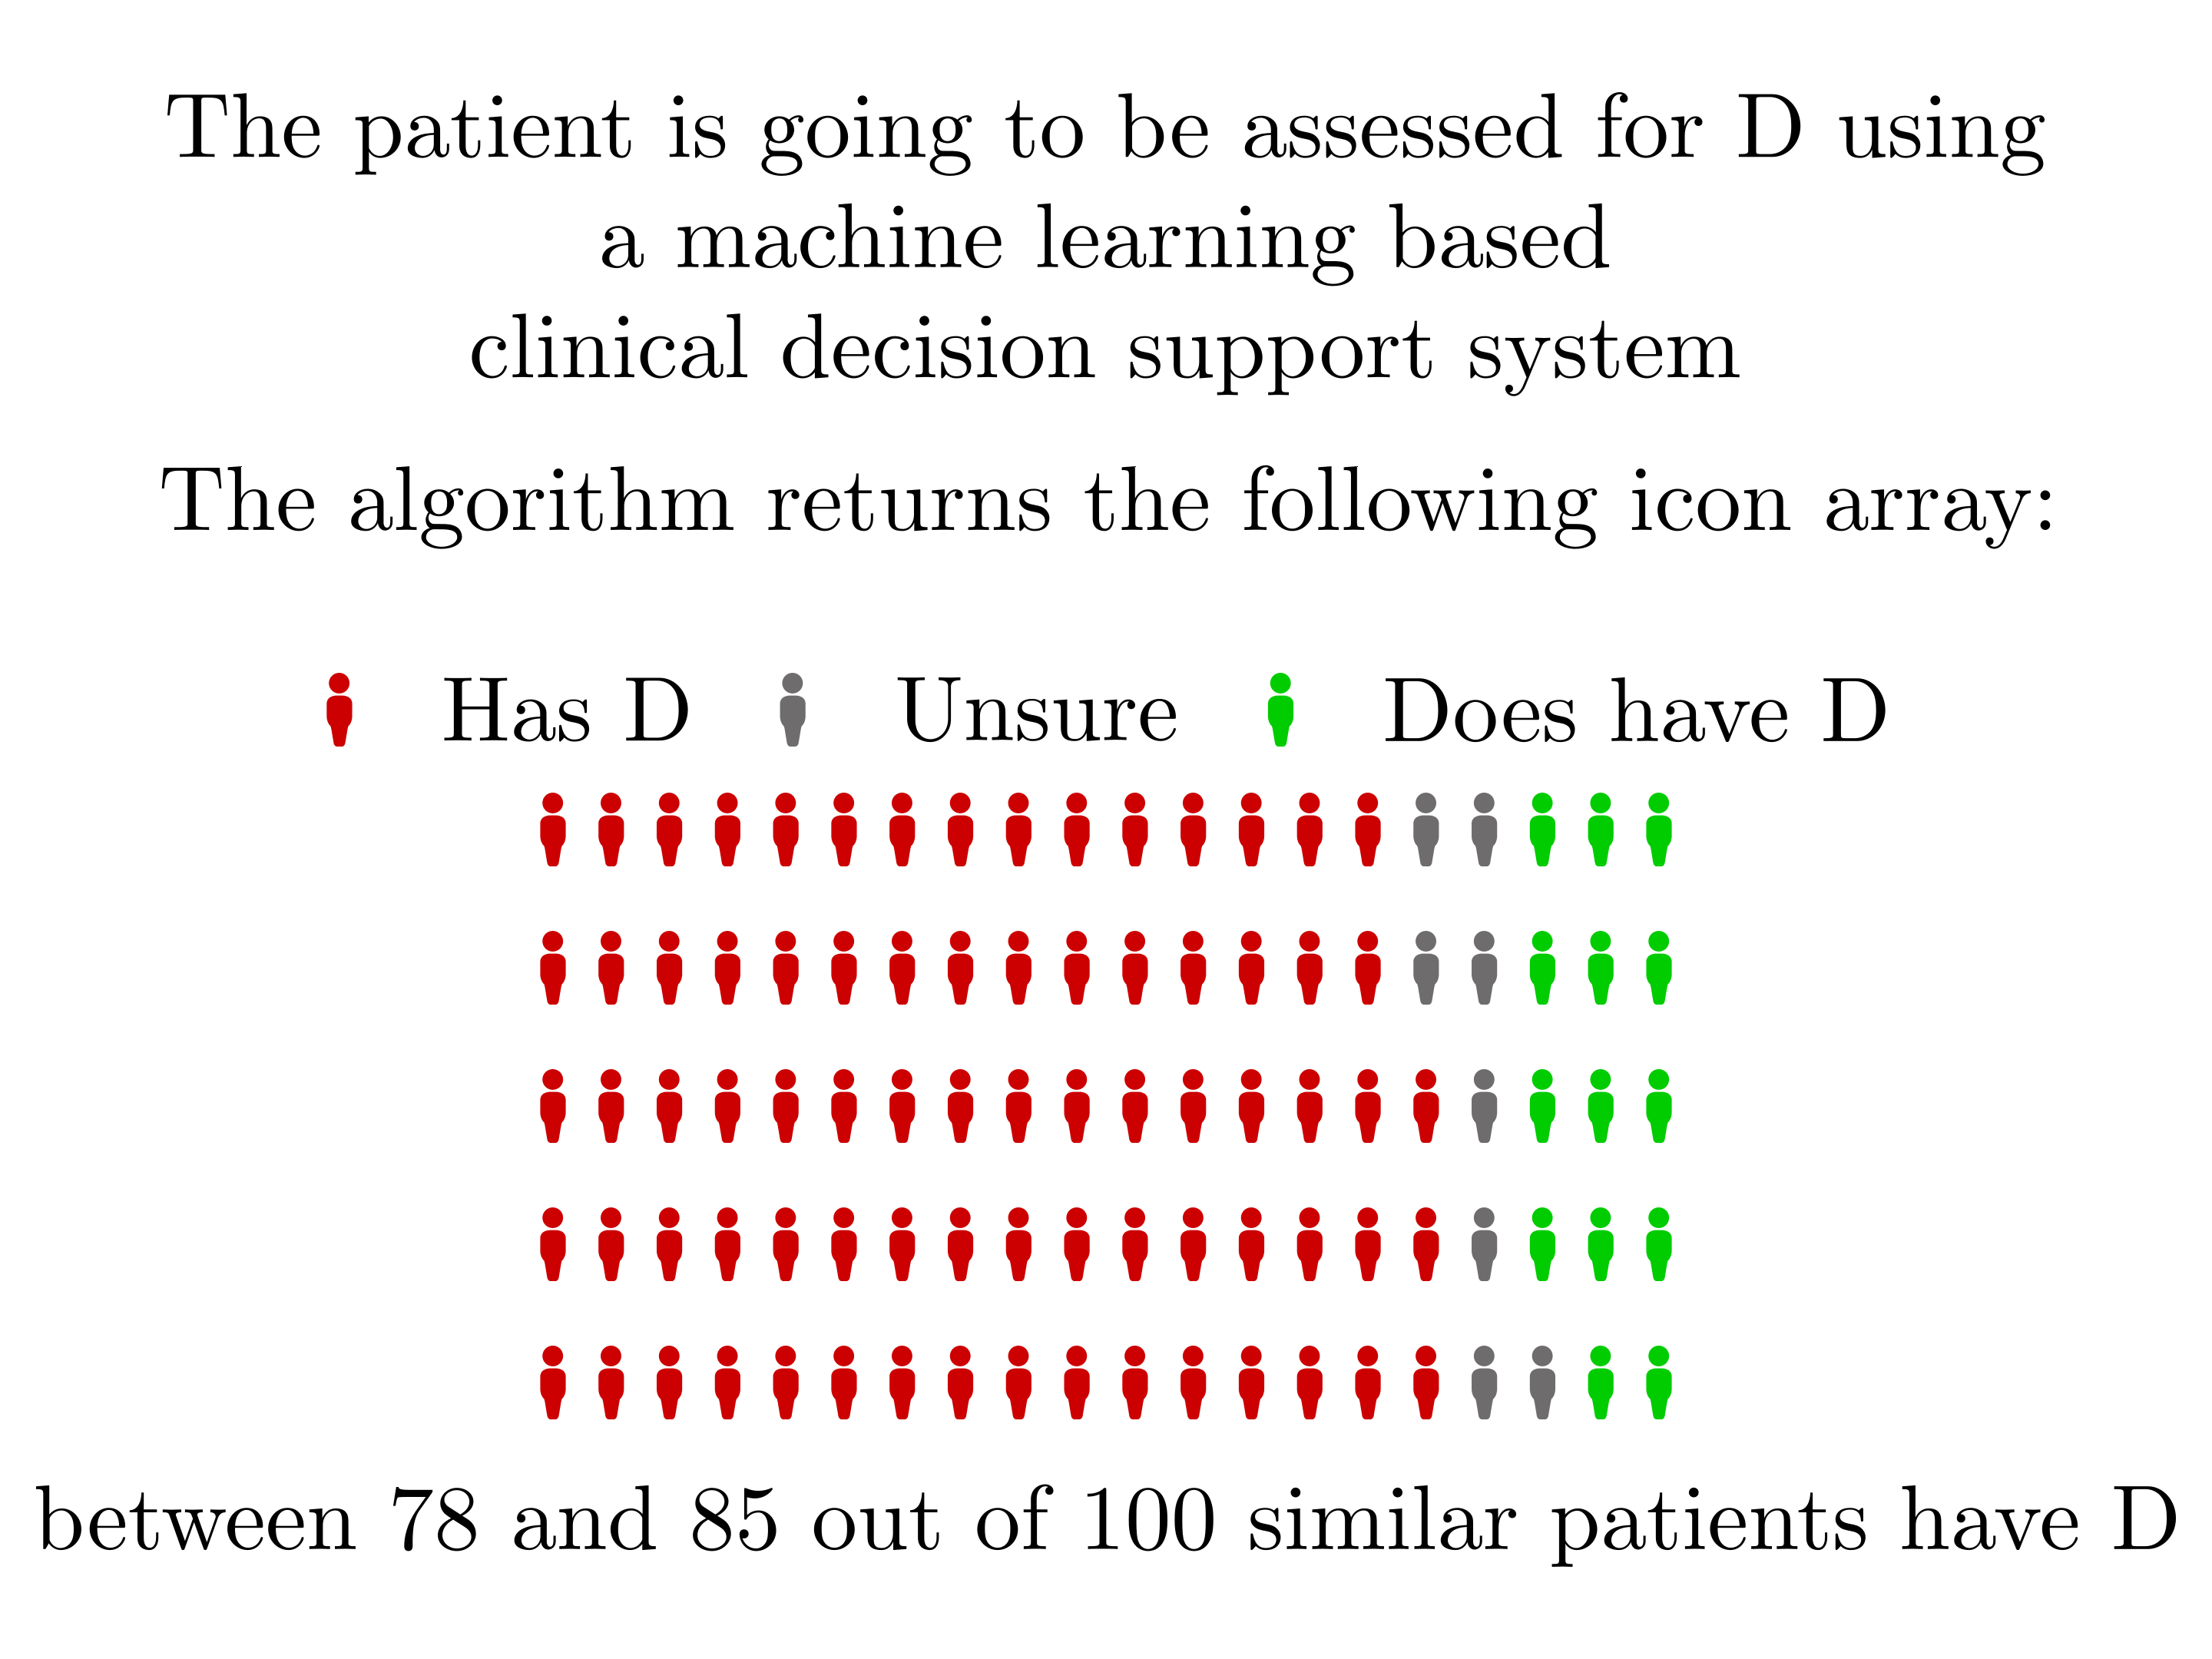 The patient is going to be assessed for D using
a machine learning based
clinical decision support system
The algorithm returns the following icon array:
Has D Unsure Does have D
between 78 and 85 out of 100 similar patients have D